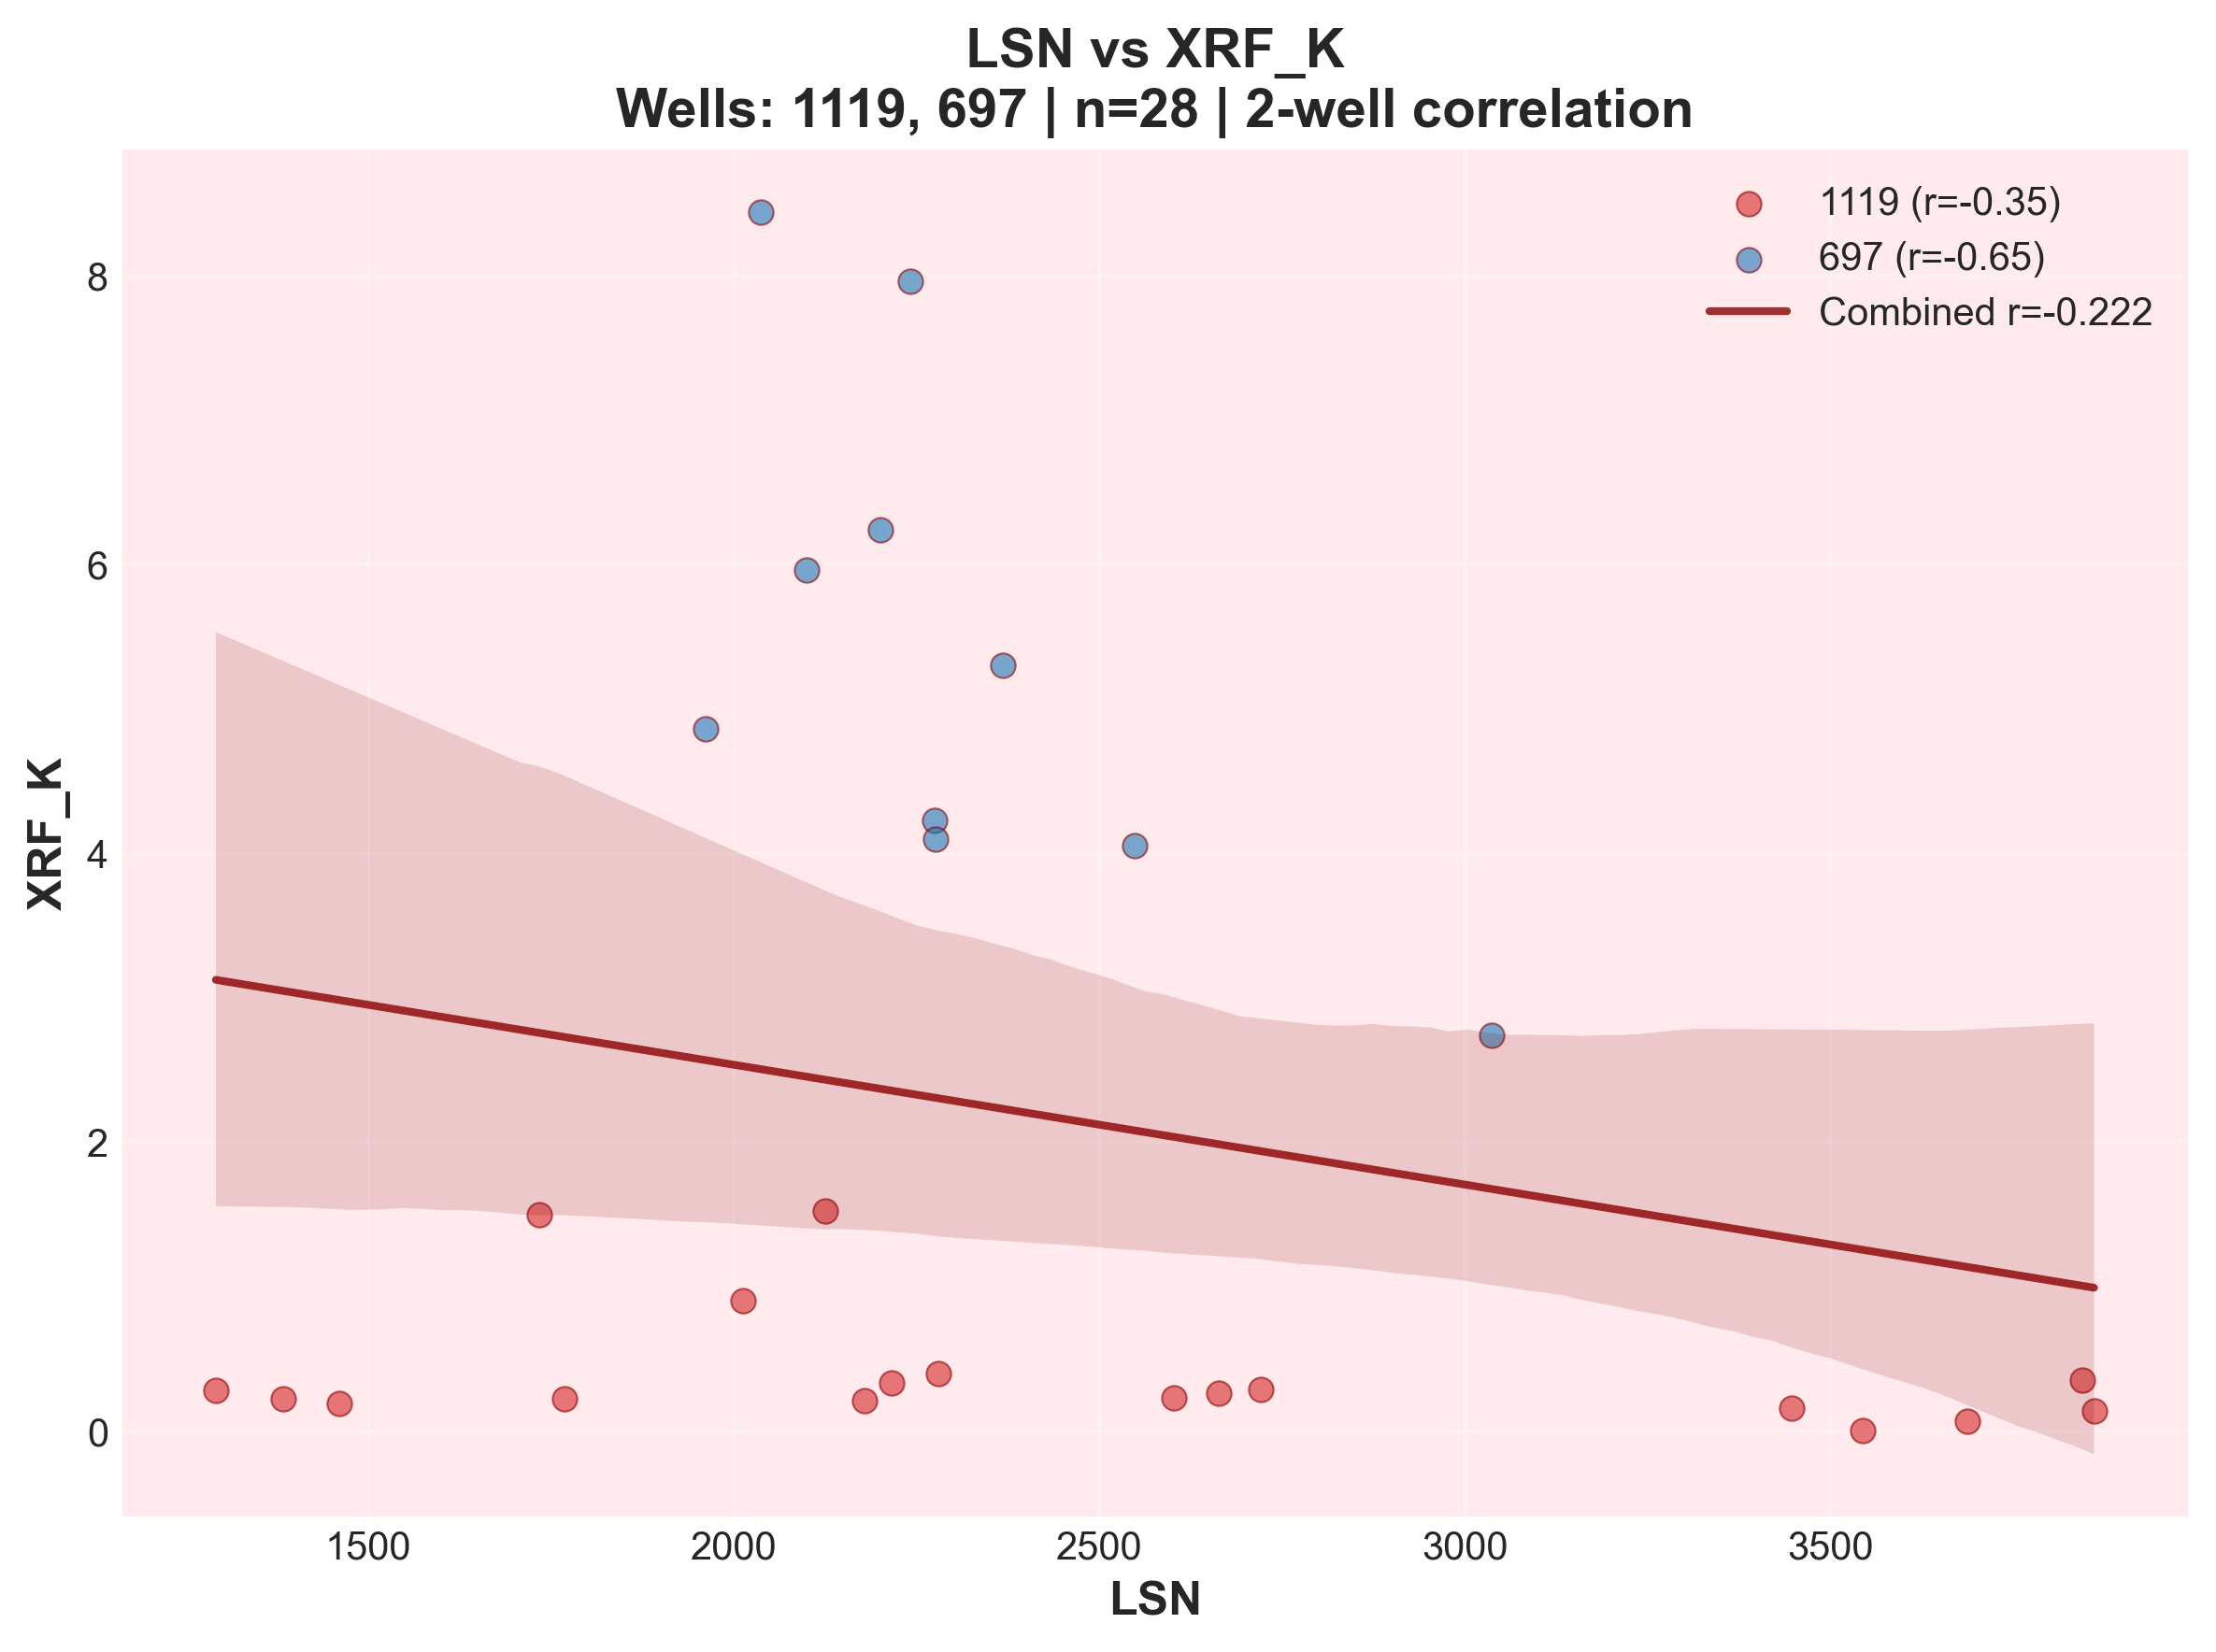 LSN vs XRF_K
Wells: 1119, 697 | n=28 | 2-well correlation
1119 (r=-0.35)
697 (r=-0.65)
Combined r=-0.222
8
6
4
2
0
XRF_K
1500
2000
2500
3000
3500
LSN